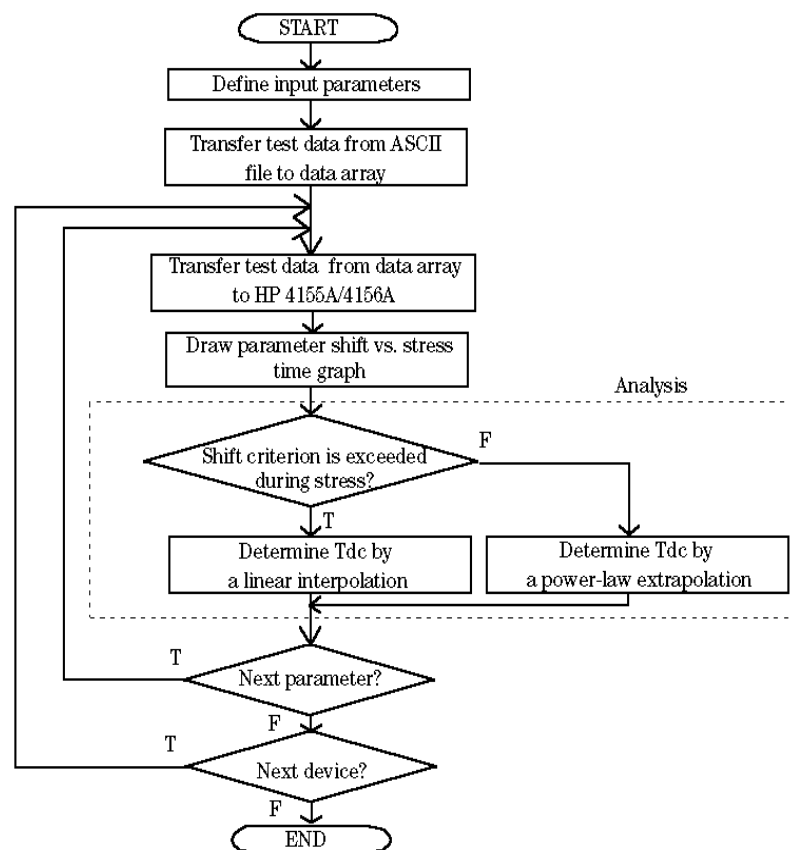 START
Define input parameters
Transfer test data from ASCII
file to data array
Transfer test data from data array
to HP 4155A/4156A
Draw parameter shift vs. stress
time graph
Analysis
Shift criterion is exceeded
during stress?
F
T
Determine Tdc by
a linear interpolation
Determine Tdc by
a power-law extrapolation
T
Next parameter?
F
T
Next device?
F
END